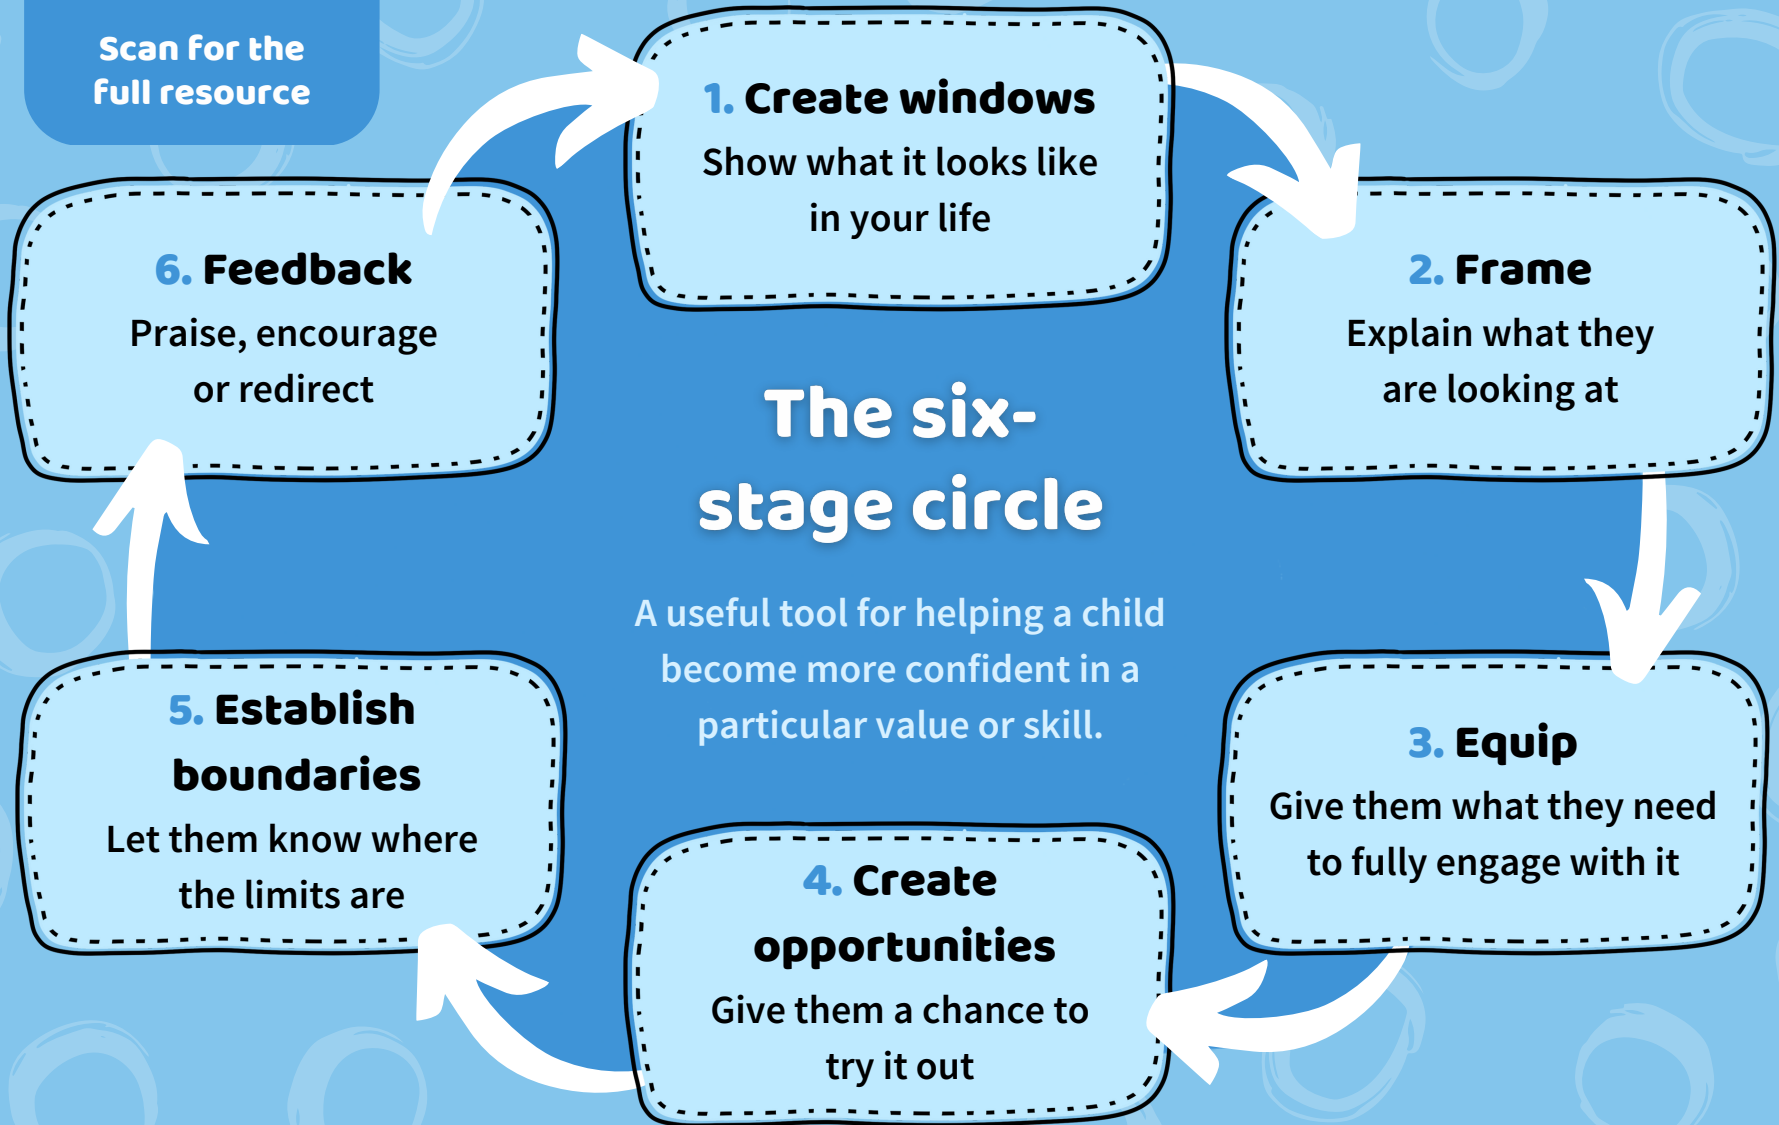 Scan for the
full resource
1. Create windows
Show what it looks like
in your life
2. Frame
Explain what they
are looking at
3. Equip
Give them what they need
to fully engage with it
4. Create
opportunities
Give them a chance to
try it out
5. Establish
boundaries
Let them know where
the limits are
6. Feedback
Praise, encourage
or redirect
The six-
stage circle
A useful tool for helping a child
become more confident in a
particular value or skill.